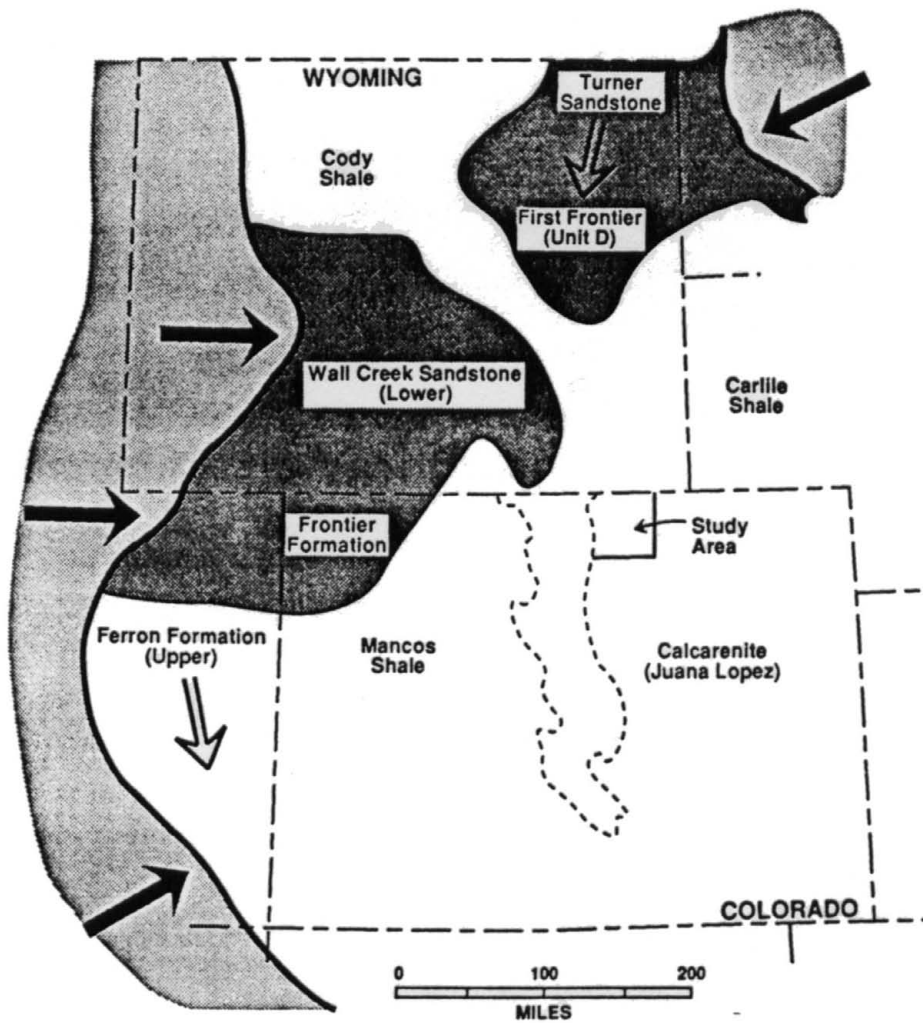 WYOMING
Turner
Sandstone
Cody
Shale
First Frontier
(Unit D)
Wall Creek Sandstone
(Lower)
Carlile
Shale
Frontier
Formation
Study
Area
Ferron Formation
(Upper)
Mancos
Shale
Calcarenite
(Juana Lopez)
COLORADO
0 100 200
MILES